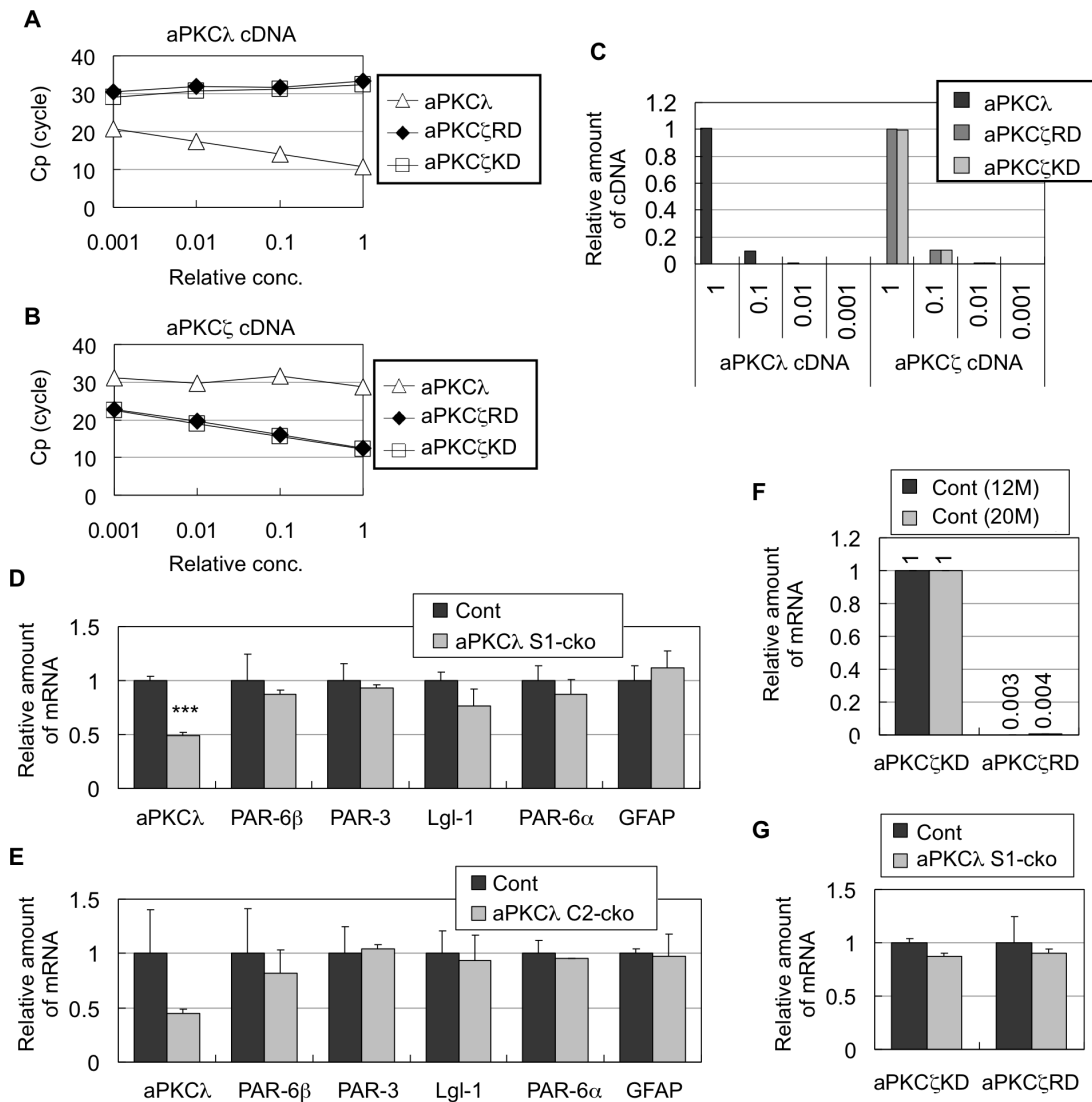 A
aPKCλ cDNA
40
30
20
10
0
Cp (cycle)
0.001 0.01 0.1 1
Relative conc.
aPKCλ
aPKCζRD
aPKCζKD
B
aPKCζ cDNA
40
30
20
10
0
Cp (cycle)
0.001 0.01 0.1 1
Relative conc.
aPKCλ
aPKCζRD
aPKCζKD
C
Relative amount
of cDNA
1.2
1
0.8
0.6
0.4
0.2
0
aPKCλ
aPKCζRD
aPKCζKD
1 0.1 0.01 0.001 1 0.1 0.01 0.001
aPKCλ cDNA aPKCζ cDNA
D
Relative amount
of mRNA
1.5
1
0.5
0
Cont
aPKCλ S1-cko
***
aPKCλ PAR-6β PAR-3 Lgl-1 PAR-6α GFAP
E
Relative amount
of mRNA
1.5
1
0.5
0
Cont
aPKCλ C2-cko
aPKCλ PAR-6β PAR-3 Lgl-1 PAR-6α GFAP
F
Cont (12M)
Cont (20M)
Relative amount
of mRNA
1.2
1
0.8
0.6
0.4
0.2
0
1 1 0.003 0.004
aPKCζKD aPKCζRD
G
Cont
aPKCλ S1-cko
Relative amount
of mRNA
1.5
1
0.5
0
aPKCζKD aPKCζRD